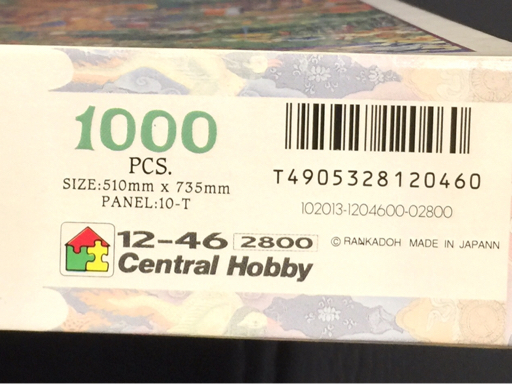 1000
PCS.
SIZE:510mm x 735mm
PANEL:10-T
T4905328120460
102013-1204600-02800
12-46 2800
Central Hobby
© RANKADOH MADE IN JAPANN